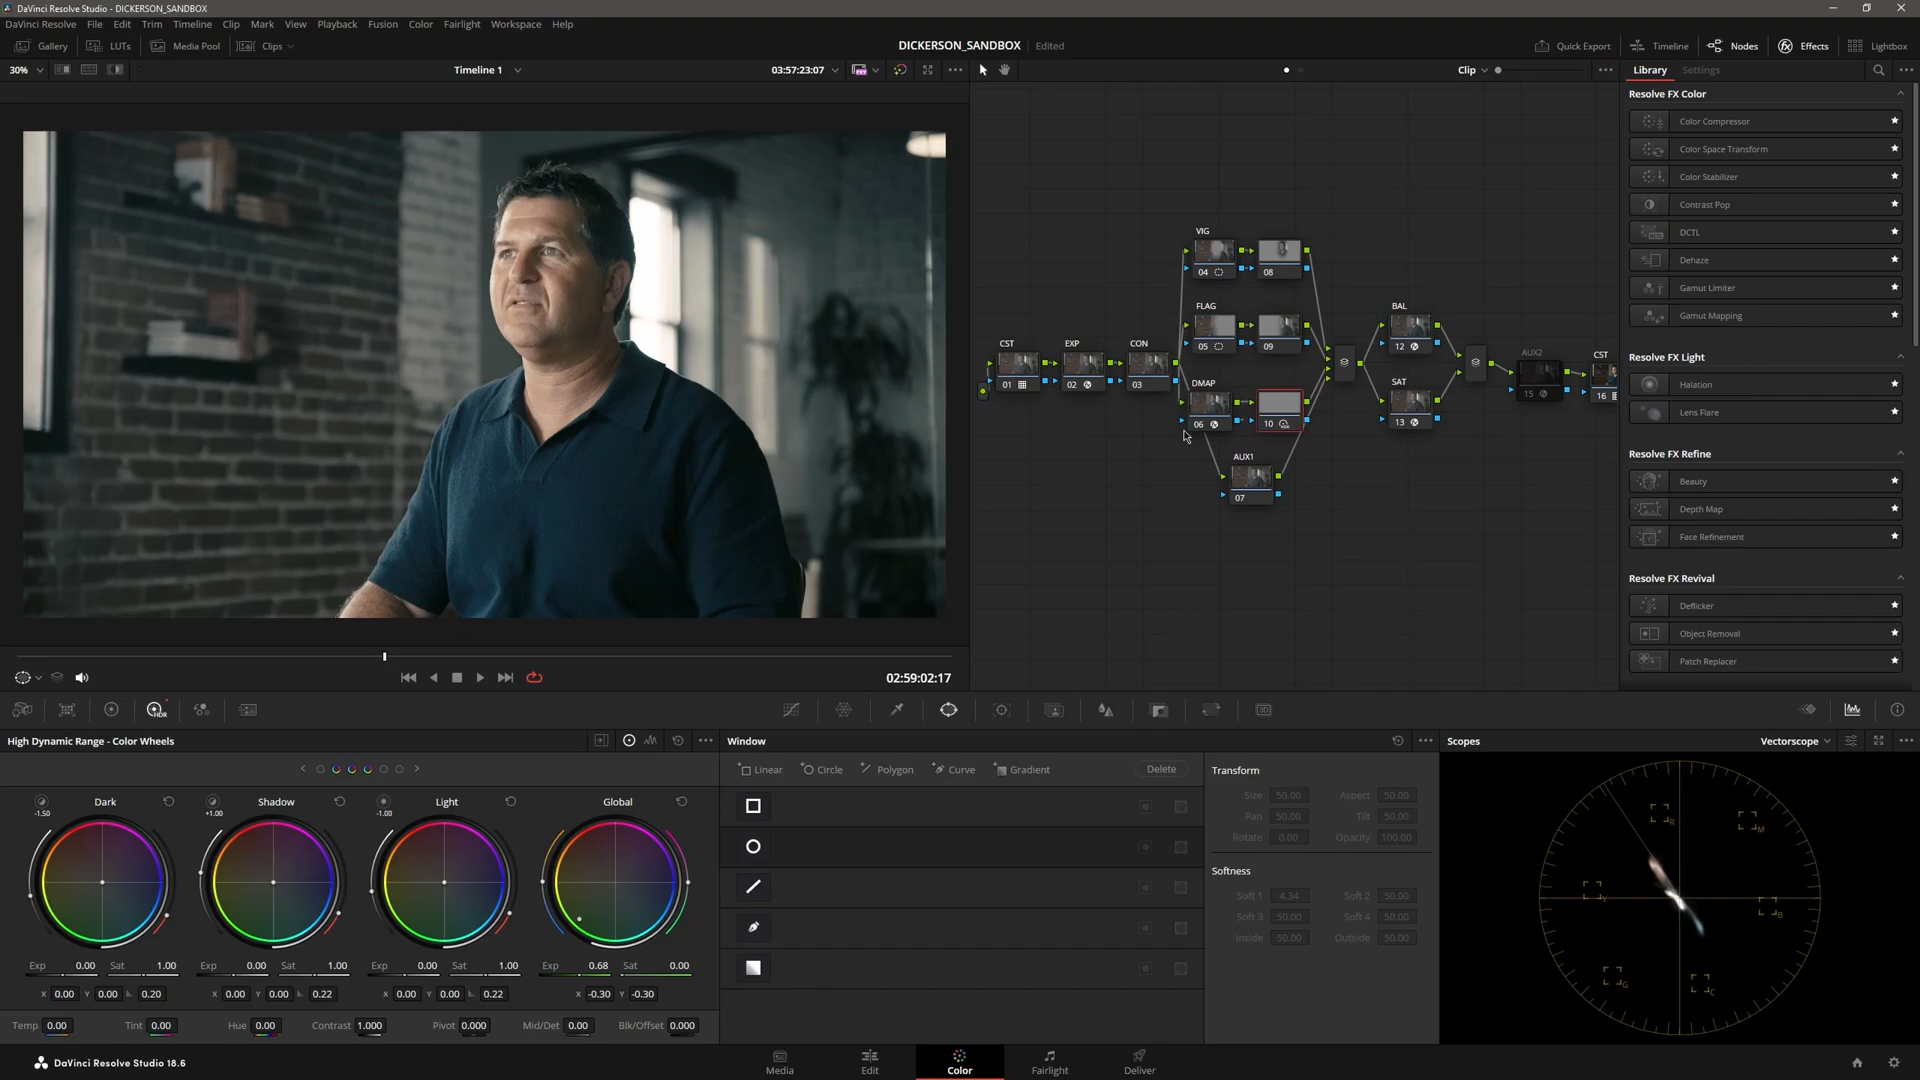 DaVinci Resolve Studio - DICKERSON_SANDBOX
DaVinci Resolve File Edit Trim Timeline Clip Mark View Playback Fusion Color Fairlight Workspace Help
Gallery LUTs Media Pool Clips DICKERSON_SANDBOX Edited Quick Export Timeline Nodes Effects Lightbox
30% Timeline 1 03:57:23:07 Clip Library Settings
Resolve FX Color
Color Compressor
Color Space Transform
Color Stabilizer
Contrast Pop
DCTL
Dehaze
Gamut Limiter
Gamut Mapping
Resolve FX Light
Halation
Lens Flare
Resolve FX Refine
Beauty
Depth Map
Face Refinement
Resolve FX Revival
Deflicker
Object Removal
Patch Replacer
VIG
04 08
FLAG
05 09
CST EXP CON
01 02 03
DMAP
06 10
AUX1
07
BAL
12
SAT
13
AUX2
15
CST
16
02:59:02:17
HDR
High Dynamic Range - Color Wheels
Dark Shadow Light Global
-1.50 +1.00 -1.00
Exp 0.00 Sat 1.00 Exp 0.00 Sat 1.00 Exp 0.00 Sat 1.00 Exp 0.68 Sat 0.00
X 0.00 Y 0.00 0.20 X 0.00 Y 0.00 0.22 X 0.00 Y 0.00 0.22 X -0.30 Y -0.30
Temp 0.00 Tint 0.00 Hue 0.00 Contrast 1.000 Pivot 0.000 Mid/Det 0.00 Blk/Offset 0.000
Window
Linear Circle Polygon Curve Gradient Delete
Transform
Size 50.00 Aspect 50.00
Pan 50.00 Tilt 50.00
Rotate 0.00 Opacity 100.00
Softness
Soft 1 4.34 Soft 2 50.00
Soft 3 50.00 Soft 4 50.00
Inside 50.00 Outside 50.00
Scopes Vectorscope
R M
Y B
G C
DaVinci Resolve Studio 18.6
Media Edit Color Fairlight Deliver